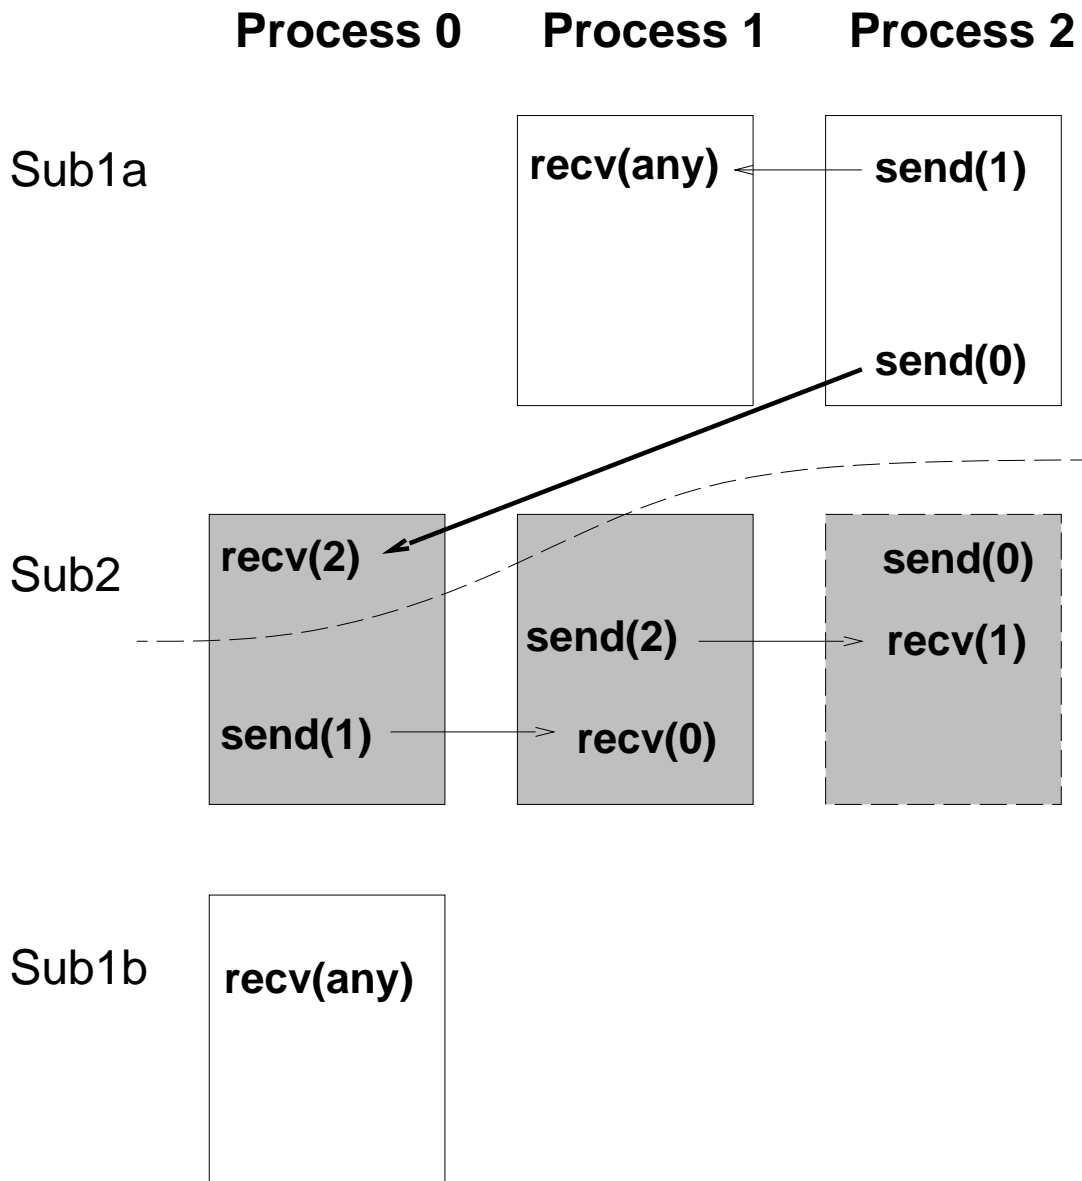 Process 0 Process 1 Process 2
Sub1a
recv(any) send(1)
send(0)
Sub2
recv(2) send(0)
send(2) recv(1)
send(1) recv(0)
Sub1b
recv(any)